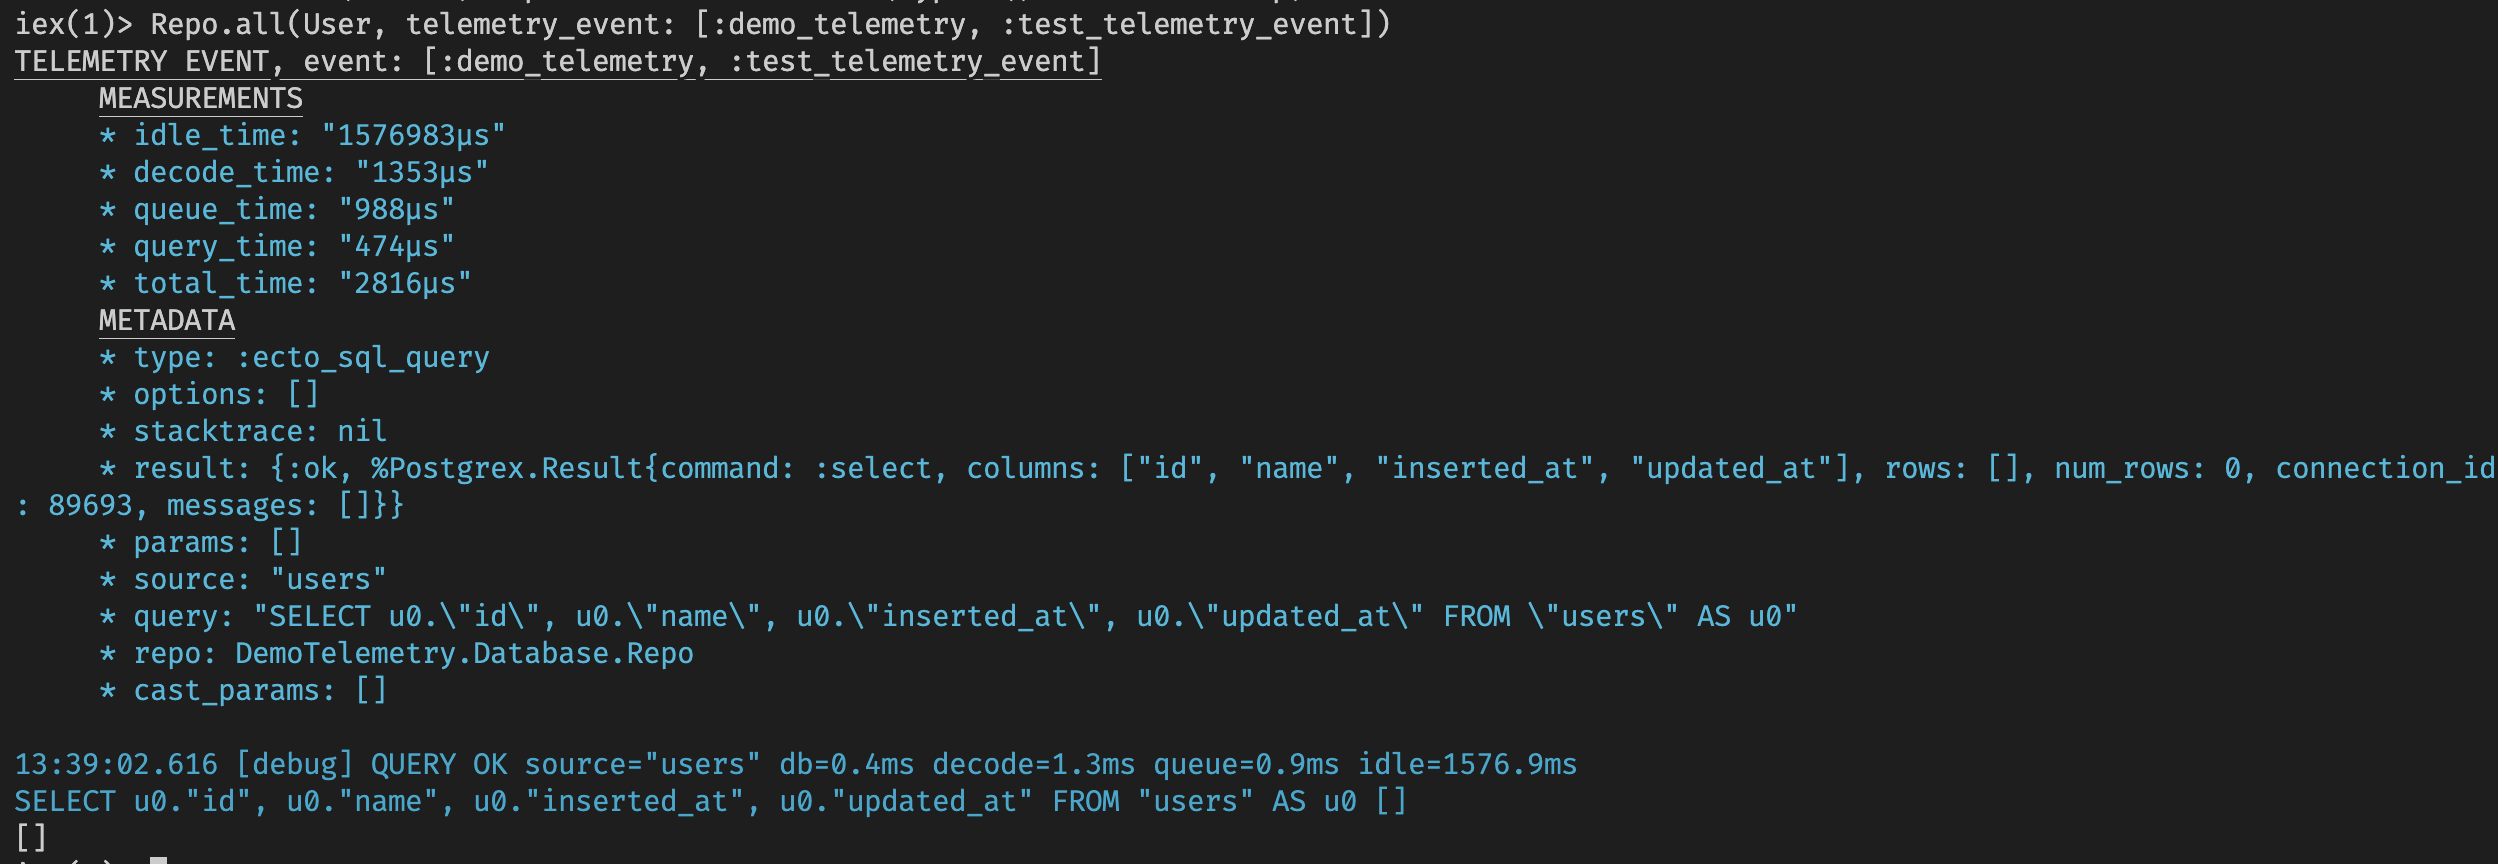 iex(1)> Repo.all(User, telemetry_event: [:demo_telemetry, :test_telemetry_event])
TELEMETRY EVENT, event: [:demo_telemetry, :test_telemetry_event]
MEASUREMENTS
* idle_time: "1576983µs"
* decode_time: "1353µs"
* queue_time: "988µs"
* query_time: "474µs"
* total_time: "2816µs"
METADATA
* type: :ecto_sql_query
* options: []
* stacktrace: nil
* result: {:ok, %Postgrex.Result{command: :select, columns: ["id", "name", "inserted_at", "updated_at"], rows: [], num_rows: 0, connection_id
: 89693, messages: []}}
* params: []
* source: "users"
* query: "SELECT u0.\"id\", u0.\"name\", u0.\"inserted_at\", u0.\"updated_at\" FROM \"users\" AS u0"
* repo: DemoTelemetry.Database.Repo
* cast_params: []
13:39:02.616 [debug] QUERY OK source="users" db=0.4ms decode=1.3ms queue=0.9ms idle=1576.9ms
SELECT u0."id", u0."name", u0."inserted_at", u0."updated_at" FROM "users" AS u0 []
[]